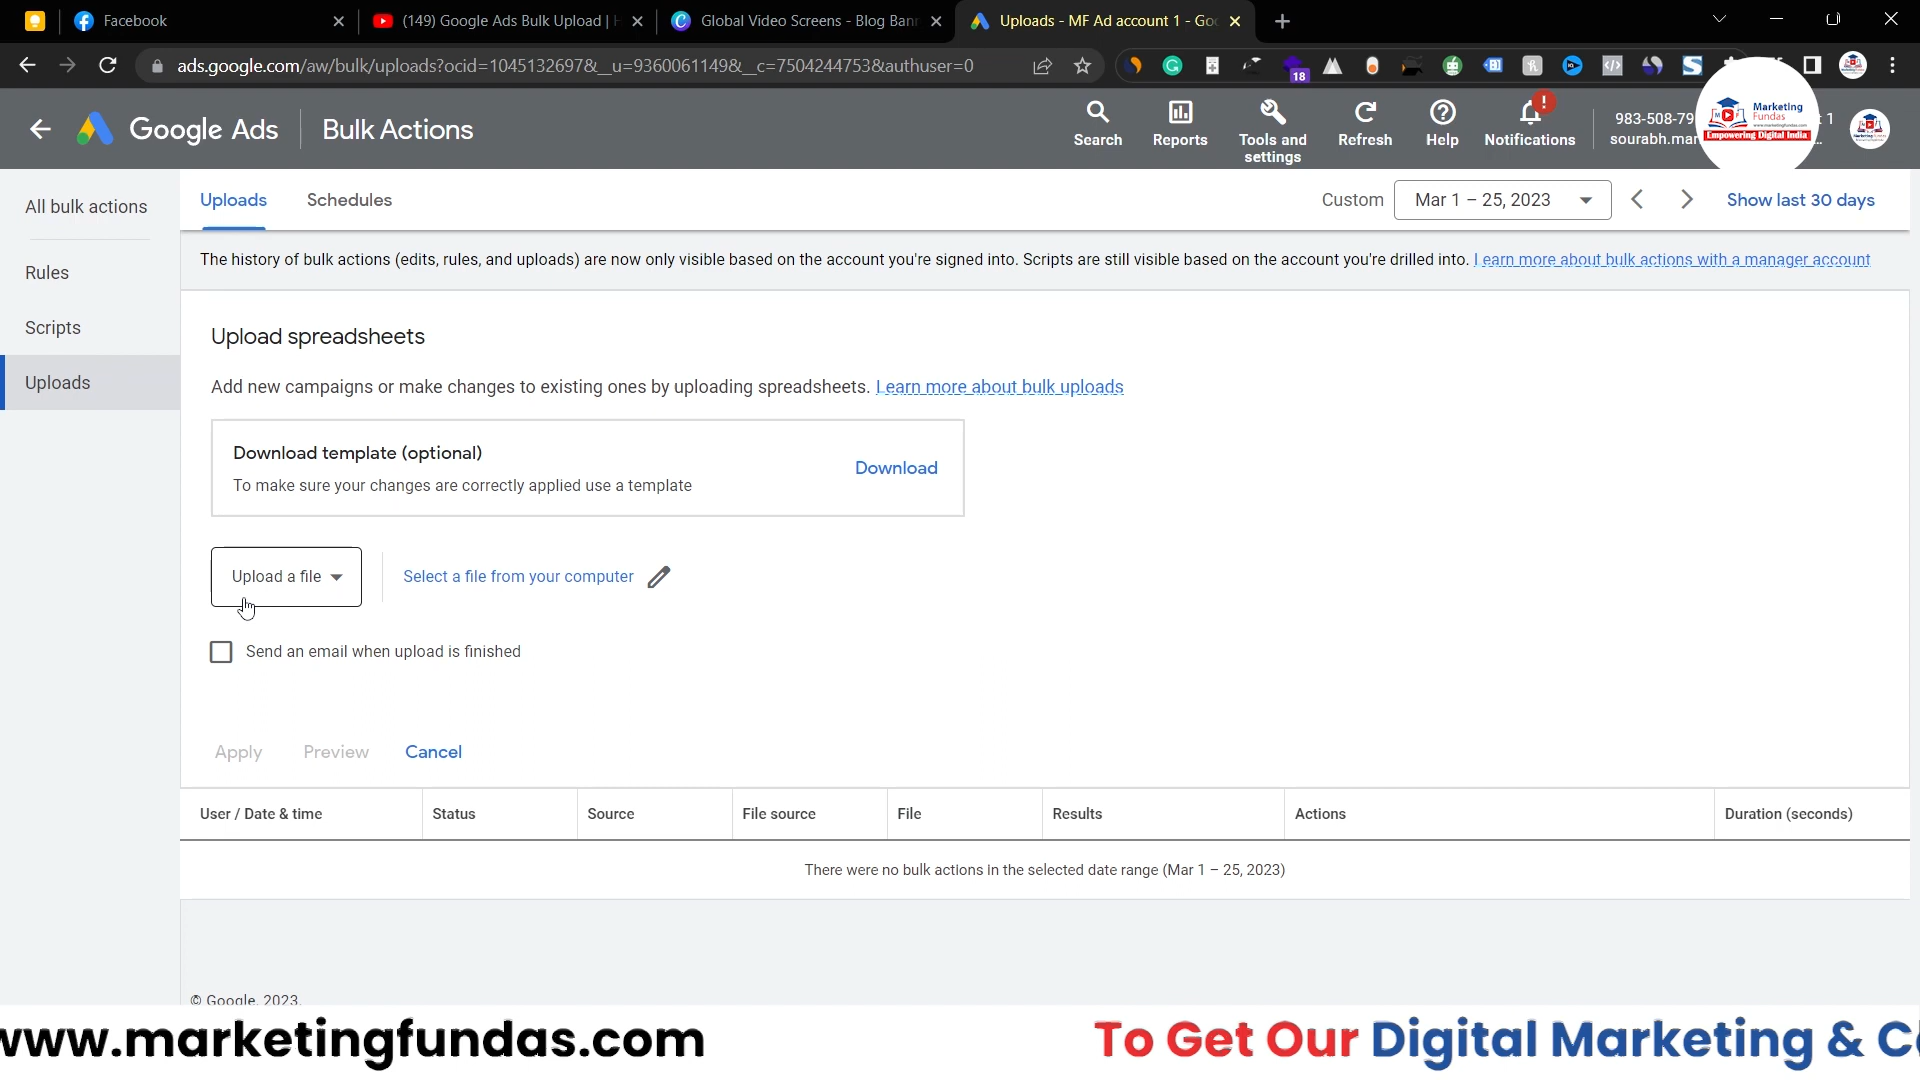 Facebook
(149) Google Ads Bulk Upload |
Global Video Screens - Blog Bann
Uploads - MF Ad account 1 - Goo
ads.google.com/aw/bulk/uploads?ocid=1045132697&__u=9360061149&__c=7504244753&authuser=0
18
Google Ads
Bulk Actions
Search
Reports
Tools and
settings
Refresh
Help
Notifications
!
983-508-79
1
sourabh.mar
Marketing
Fundas
www.marketingfundas.com
Empowering Digital India
All bulk actions
Rules
Scripts
Uploads
Uploads
Schedules
Custom
Mar 1 – 25, 2023
Show last 30 days
The history of bulk actions (edits, rules, and uploads) are now only visible based on the account you're signed into. Scripts are still visible based on the account you're drilled into. Learn more about bulk actions with a manager account
Upload spreadsheets
Add new campaigns or make changes to existing ones by uploading spreadsheets. Learn more about bulk uploads
Download template (optional)
To make sure your changes are correctly applied use a template
Download
Upload a file
Select a file from your computer
Send an email when upload is finished
Apply
Preview
Cancel
User / Date & time
Status
Source
File source
File
Results
Actions
Duration (seconds)
There were no bulk actions in the selected date range (Mar 1 – 25, 2023)
© Google, 2023.
www.marketingfundas.com
To Get Our Digital Marketing &